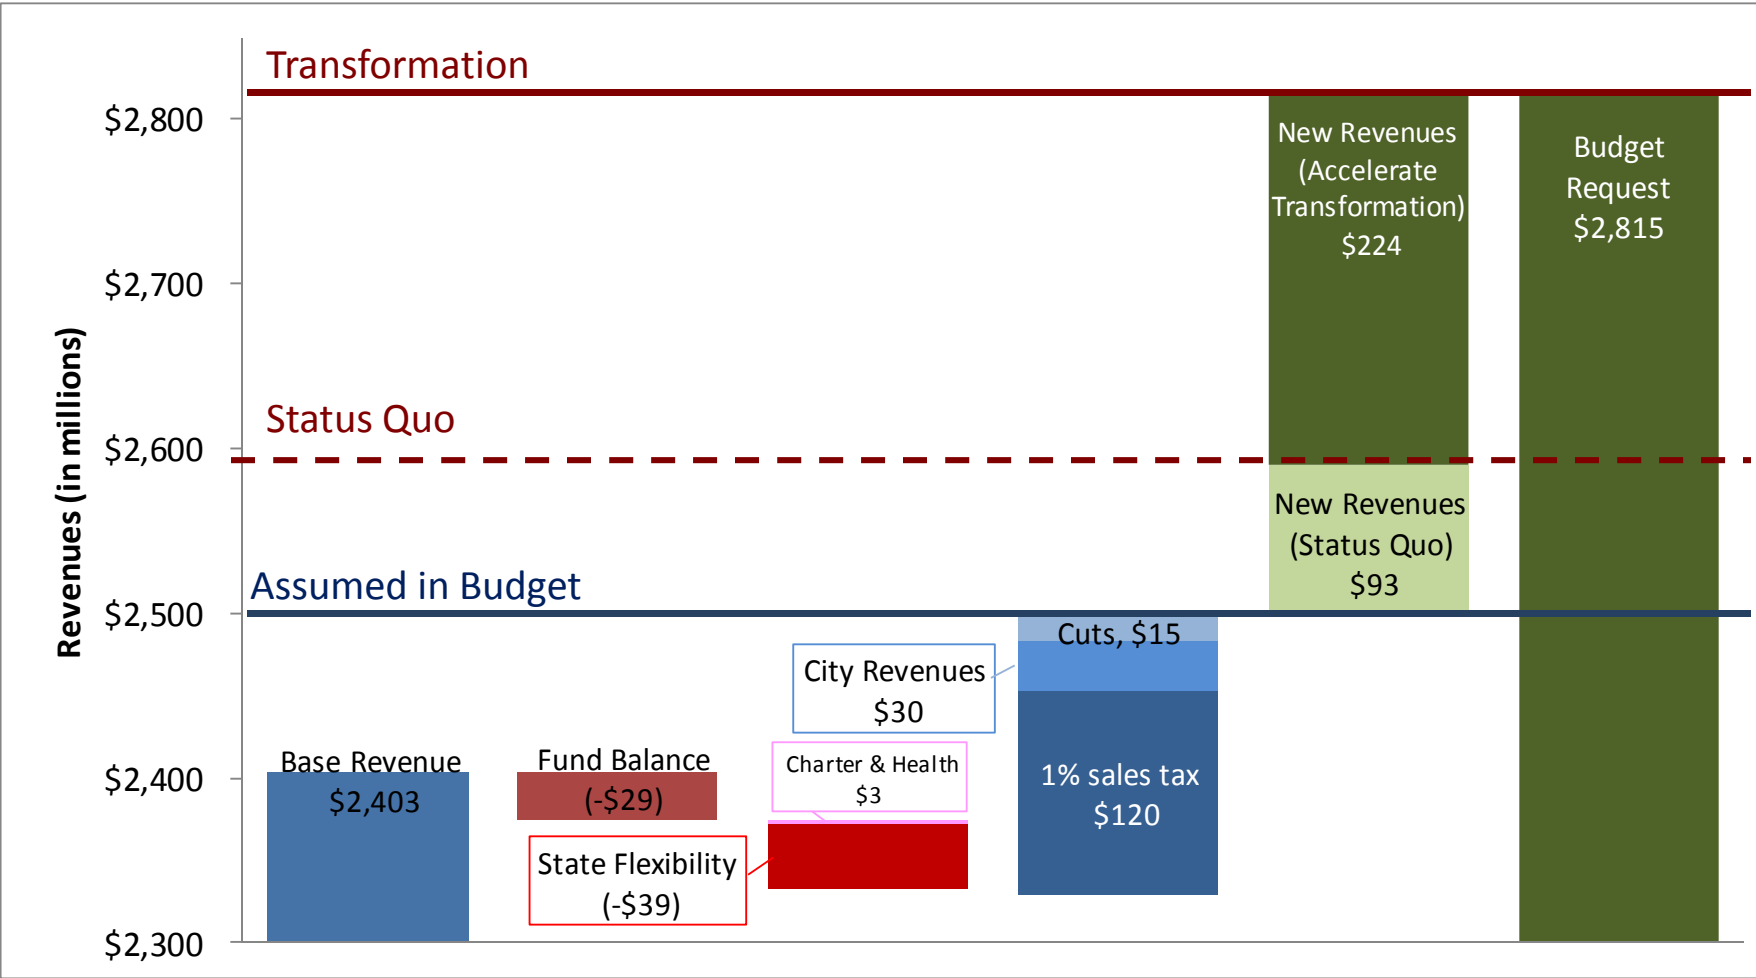 Transformation
$2,800
New Revenues
(Accelerate
Transformation)
$224
Budget
Request
$2,815
$2,700
Revenues (in millions)
Status Quo
$2,600
New Revenues
(Status Quo)
$93
Assumed in Budget
$2,500
Cuts, $15
City Revenues
$30
Base Revenue
$2,403
Fund Balance
(-$29)
Charter & Health
$3
1% sales tax
$120
$2,400
State Flexibility
(-$39)
$2,300